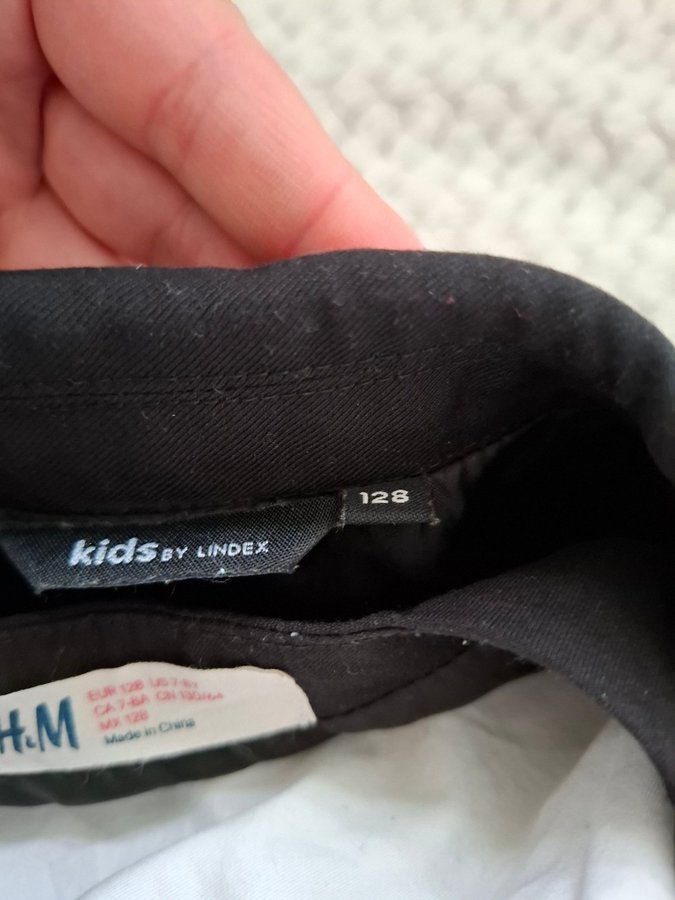 128
kids BY LINDEX
H&M
EUR 128 US 7-8Y
CA 7-8A CN 130/64
MX 128
Made in China